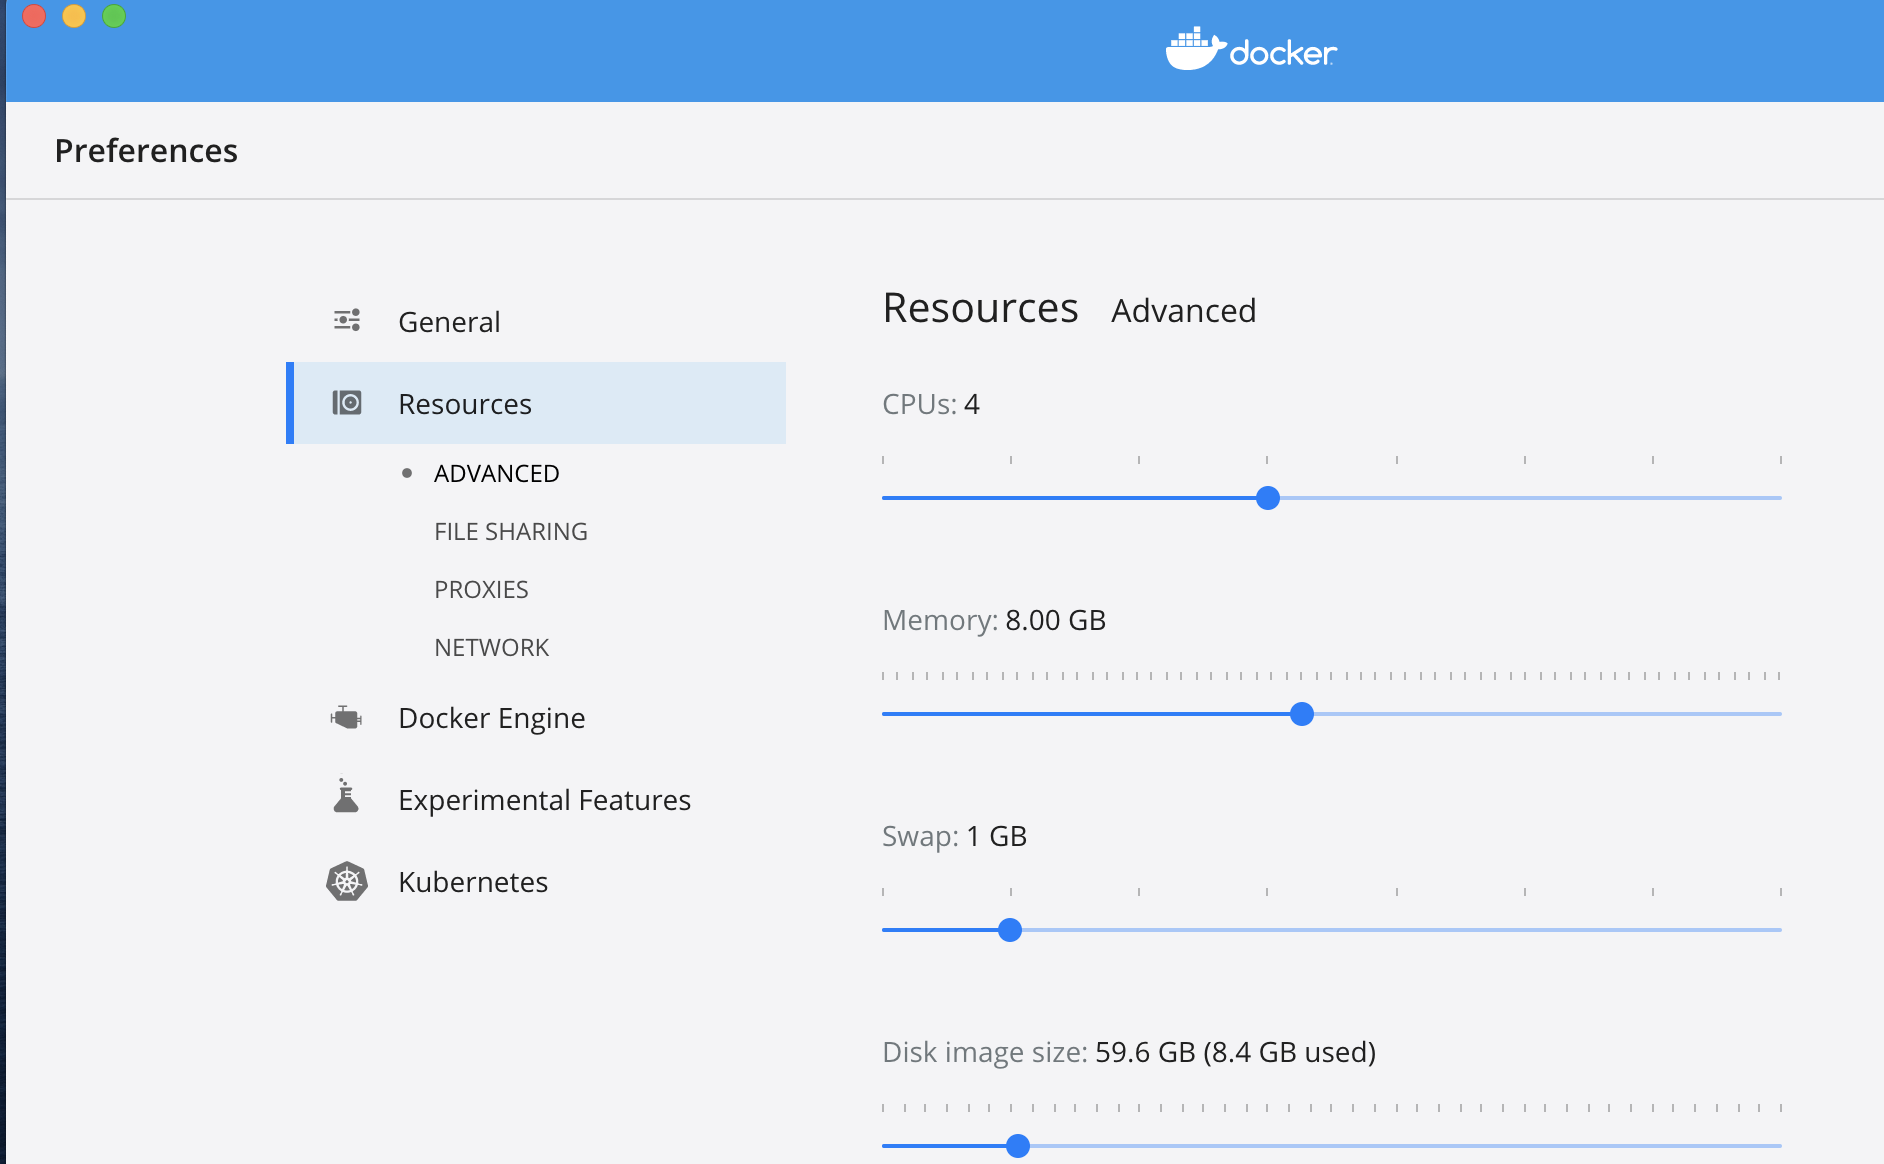 docker
Preferences
General
Resources
ADVANCED
FILE SHARING
PROXIES
NETWORK
Docker Engine
Experimental Features
Kubernetes
Resources Advanced
CPUs: 4
Memory: 8.00 GB
Swap: 1 GB
Disk image size: 59.6 GB (8.4 GB used)